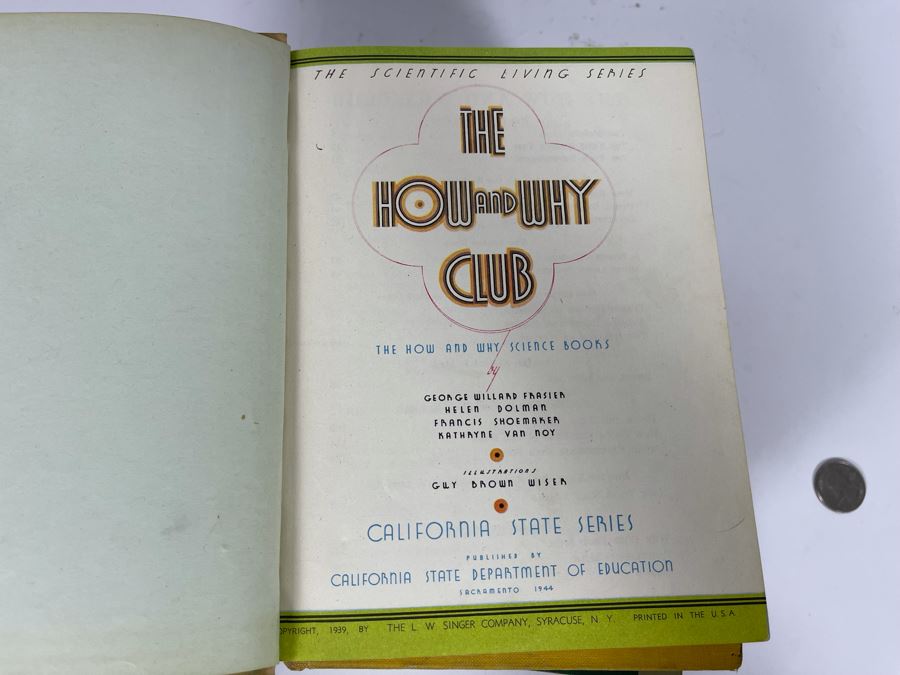 THE SCIENTIFIC LIVING SERIES
THE
HOW AND WHY
CLUB
THE HOW AND WHY SCIENCE BOOKS
by
GEORGE WILLARD FRASIER
HELEN DOLMAN
FRANCIS SHOEMAKER
KATHRYNE VAN NOY
ILLUSTRATIONS
GUY BROWN WISER
CALIFORNIA STATE SERIES
PUBLISHED BY
CALIFORNIA STATE DEPARTMENT OF EDUCATION
SACRAMENTO 1944
OPYRIGHT, 1939, BY THE L. W. SINGER COMPANY, SYRACUSE, N. Y. PRINTED IN THE U.S.A.